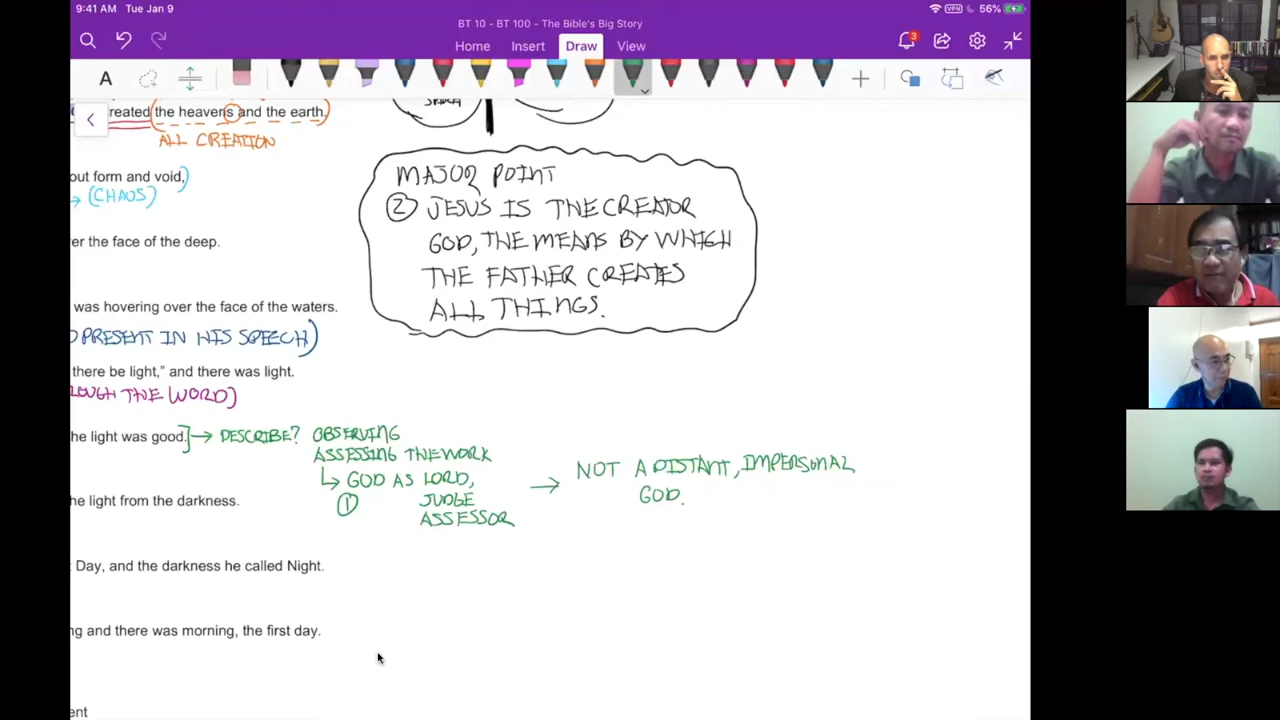 9:41 AM Tue Jan 9
VPN 56%
BT 10 - BT 100 - The Bible's Big Story
Home Insert Draw View
3
A
reated the heavens and the earth,
ALL CREATION
out form and void,)
→ (CHAOS)
MAJOR POINT
② JESUS IS THE CREATOR
GOD, THE MEANS BY WHICH
THE FATHER CREATES
ALL THINGS.
er the face of the deep.
was hovering over the face of the waters.
PRESENT IN HIS SPEECH)
there be light,” and there was light.
ROUGH THE WORD)
he light was good.] → DESCRIBE? OBSERVING
ASSESSING THE WORK
↳ GOD AS LORD,
① JUDGE
ASSESSOR
→ NOT A DISTANT, IMPERSONAL
GOD.
he light from the darkness.
Day, and the darkness he called Night.
ng and there was morning, the first day.
ent